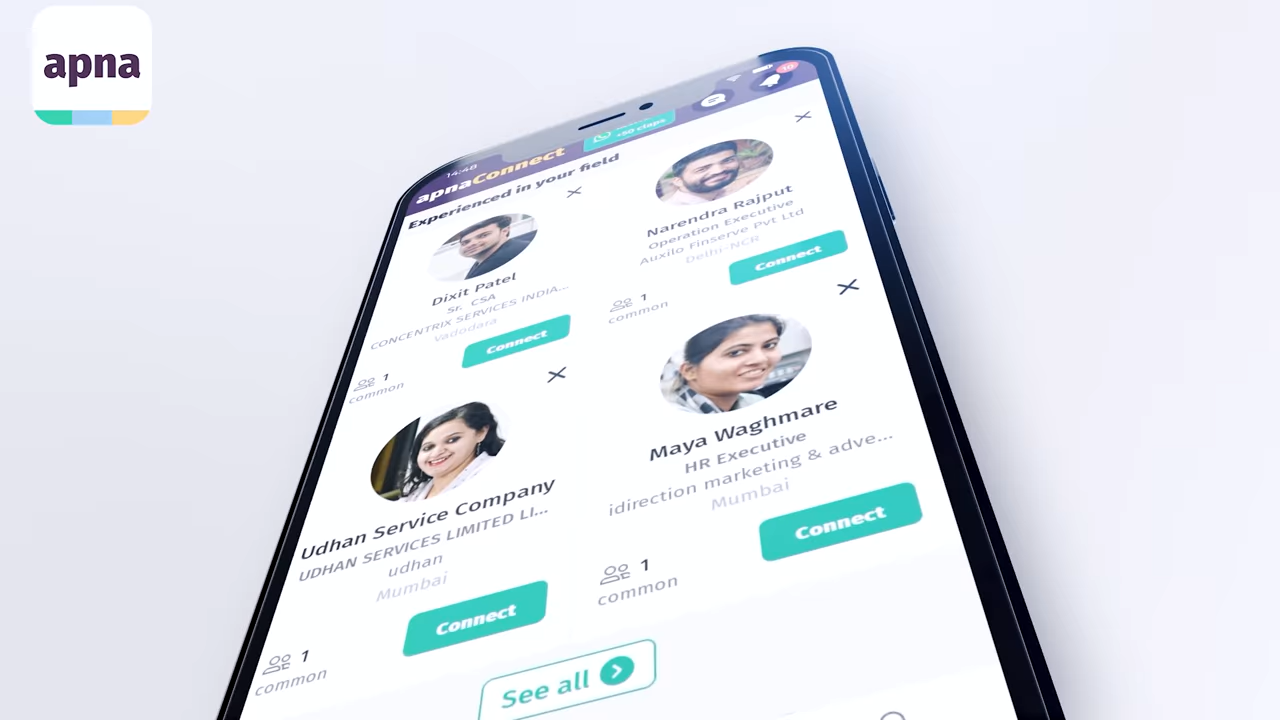 apna
14:48
apnaConnect
+50 claps
10
Experienced in your field
Dixit Patel
Sr. CSA
CONCENTRIX SERVICES INDIA...
Vadodara
1
common
Connect
Narendra Rajput
Operation Executive
Auxilo Finserve Pvt Ltd
Delhi-NCR
1
common
Connect
Udhan Service Company
UDHAN SERVICES LIMITED LI...
udhan
Mumbai
1
common
Connect
Maya Waghmare
HR Executive
idirection marketing & adve...
Mumbai
1
common
Connect
See all